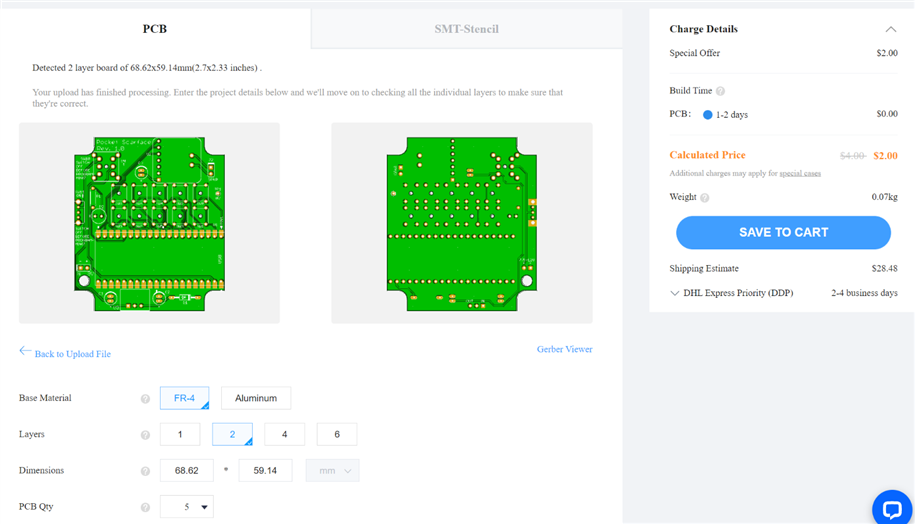 PCB
SMT-Stencil
Detected 2 layer board of 68.62x59.14mm(2.7x2.33 inches) .
Your upload has finished processing. Enter the project details below and we'll move on to checking all the individual layers to make sure that
they're correct.
Pocket Scarface
Rev. 1.0
Back to Upload File
Gerber Viewer
Base Material
?
FR-4
Aluminum
Layers
?
1
2
4
6
Dimensions
?
68.62
*
59.14
mm
PCB Qty
?
5
Charge Details
Special Offer
$2.00
Build Time
?
PCB:
1-2 days
$0.00
Calculated Price
$4.00
$2.00
Additional charges may apply for special cases
Weight
?
0.07kg
SAVE TO CART
Shipping Estimate
$28.48
DHL Express Priority (DDP)
2-4 business days